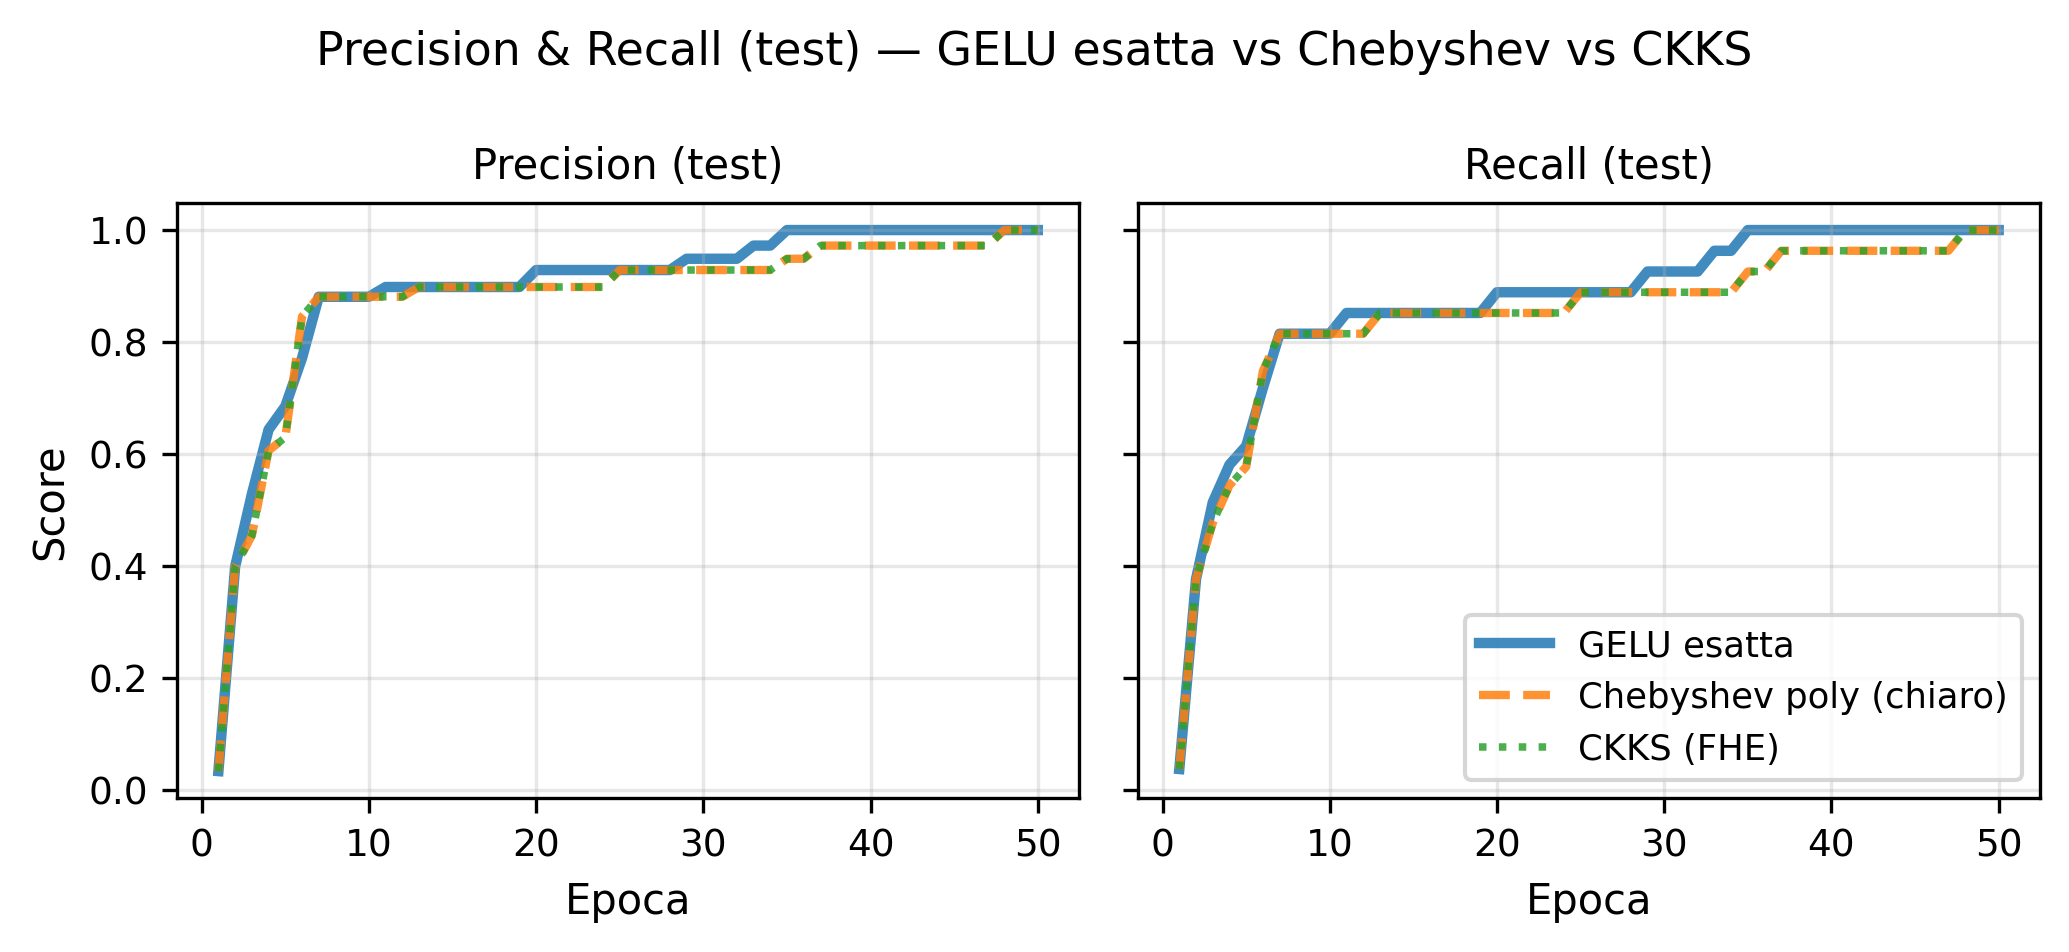 Precision & Recall (test) — GELU esatta vs Chebyshev vs CKKS
Precision (test)
Recall (test)
Score
1.0
0.8
0.6
0.4
0.2
0.0
0 10 20 30 40 50
0 10 20 30 40 50
Epoca
Epoca
GELU esatta
Chebyshev poly (chiaro)
CKKS (FHE)